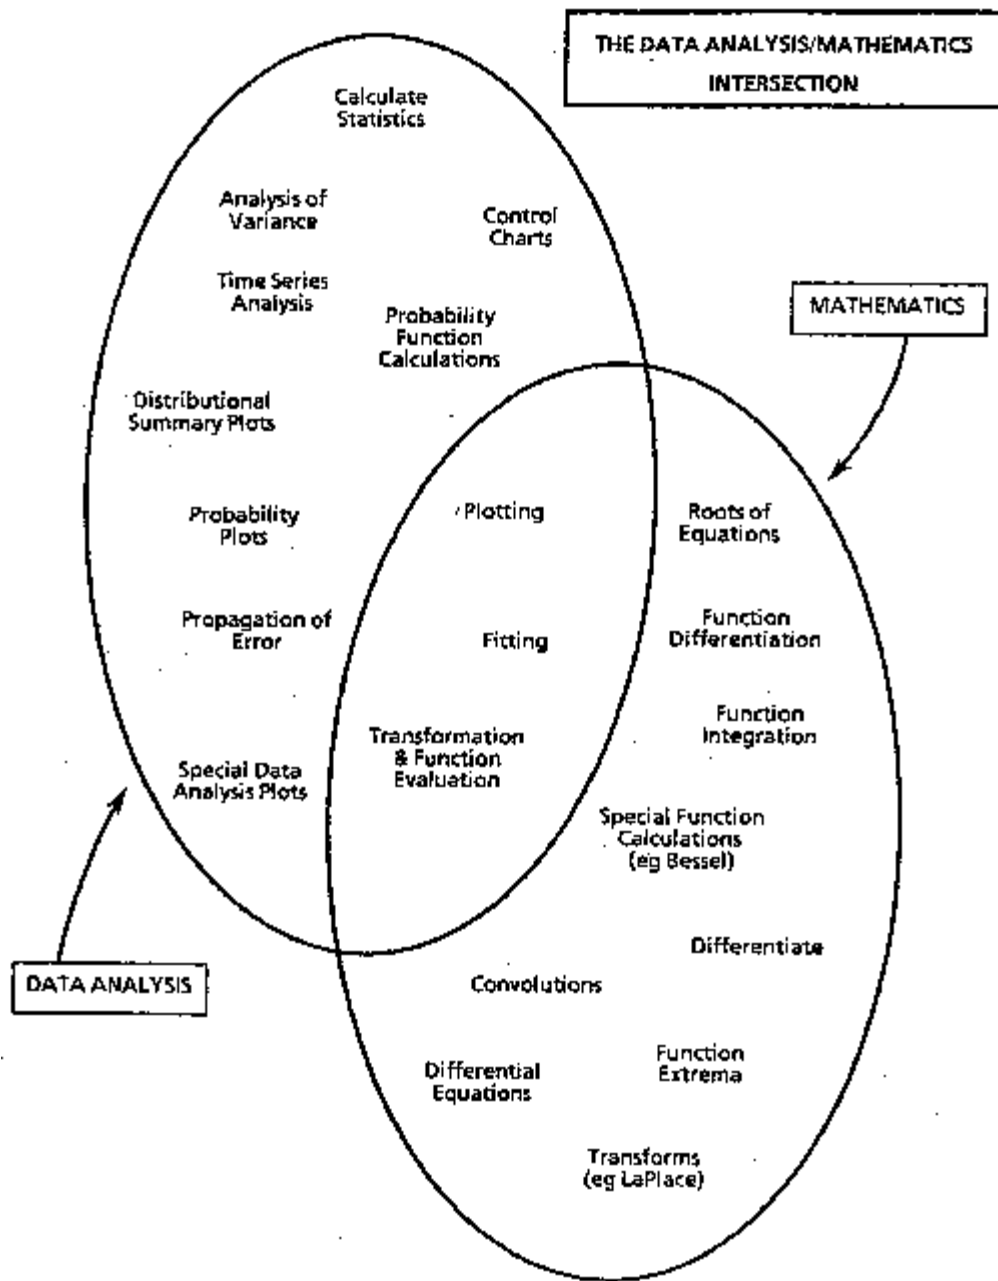 THE DATA ANALYSIS/MATHEMATICS
INTERSECTION
Calculate
Statistics
Analysis of
Variance
Control
Charts
Time Series
Analysis
Probability
Function
Calculations
MATHEMATICS
Distributional
Summary Plots
Plotting
Roots of
Equations
Probability
Plots
Propagation of
Error
Fitting
Function
Differentiation
Function
Integration
Transformation
& Function
Evaluation
Special Data
Analysis Plots
Special Function
Calculations
(eg Bessel)
Differentiate
DATA ANALYSIS
Convolutions
Differential
Equations
Function
Extrema
Transforms
(eg LaPlace)